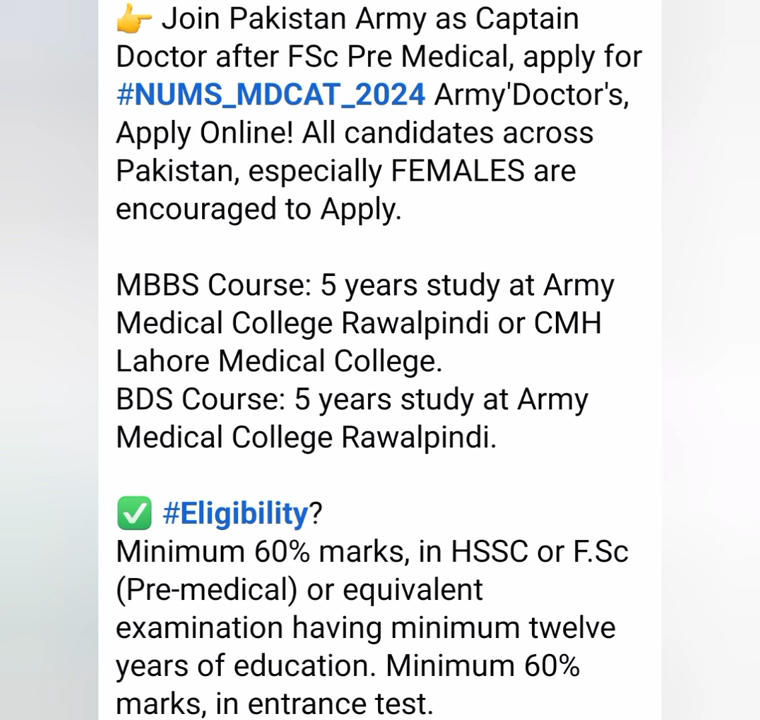 👉 Join Pakistan Army as Captain
Doctor after FSc Pre Medical, apply for
#NUMS_MDCAT_2024 Army'Doctor's,
Apply Online! All candidates across
Pakistan, especially FEMALES are
encouraged to Apply.
MBBS Course: 5 years study at Army
Medical College Rawalpindi or CMH
Lahore Medical College.
BDS Course: 5 years study at Army
Medical College Rawalpindi.
✅ #Eligibility?
Minimum 60% marks, in HSSC or F.Sc
(Pre-medical) or equivalent
examination having minimum twelve
years of education. Minimum 60%
marks, in entrance test.